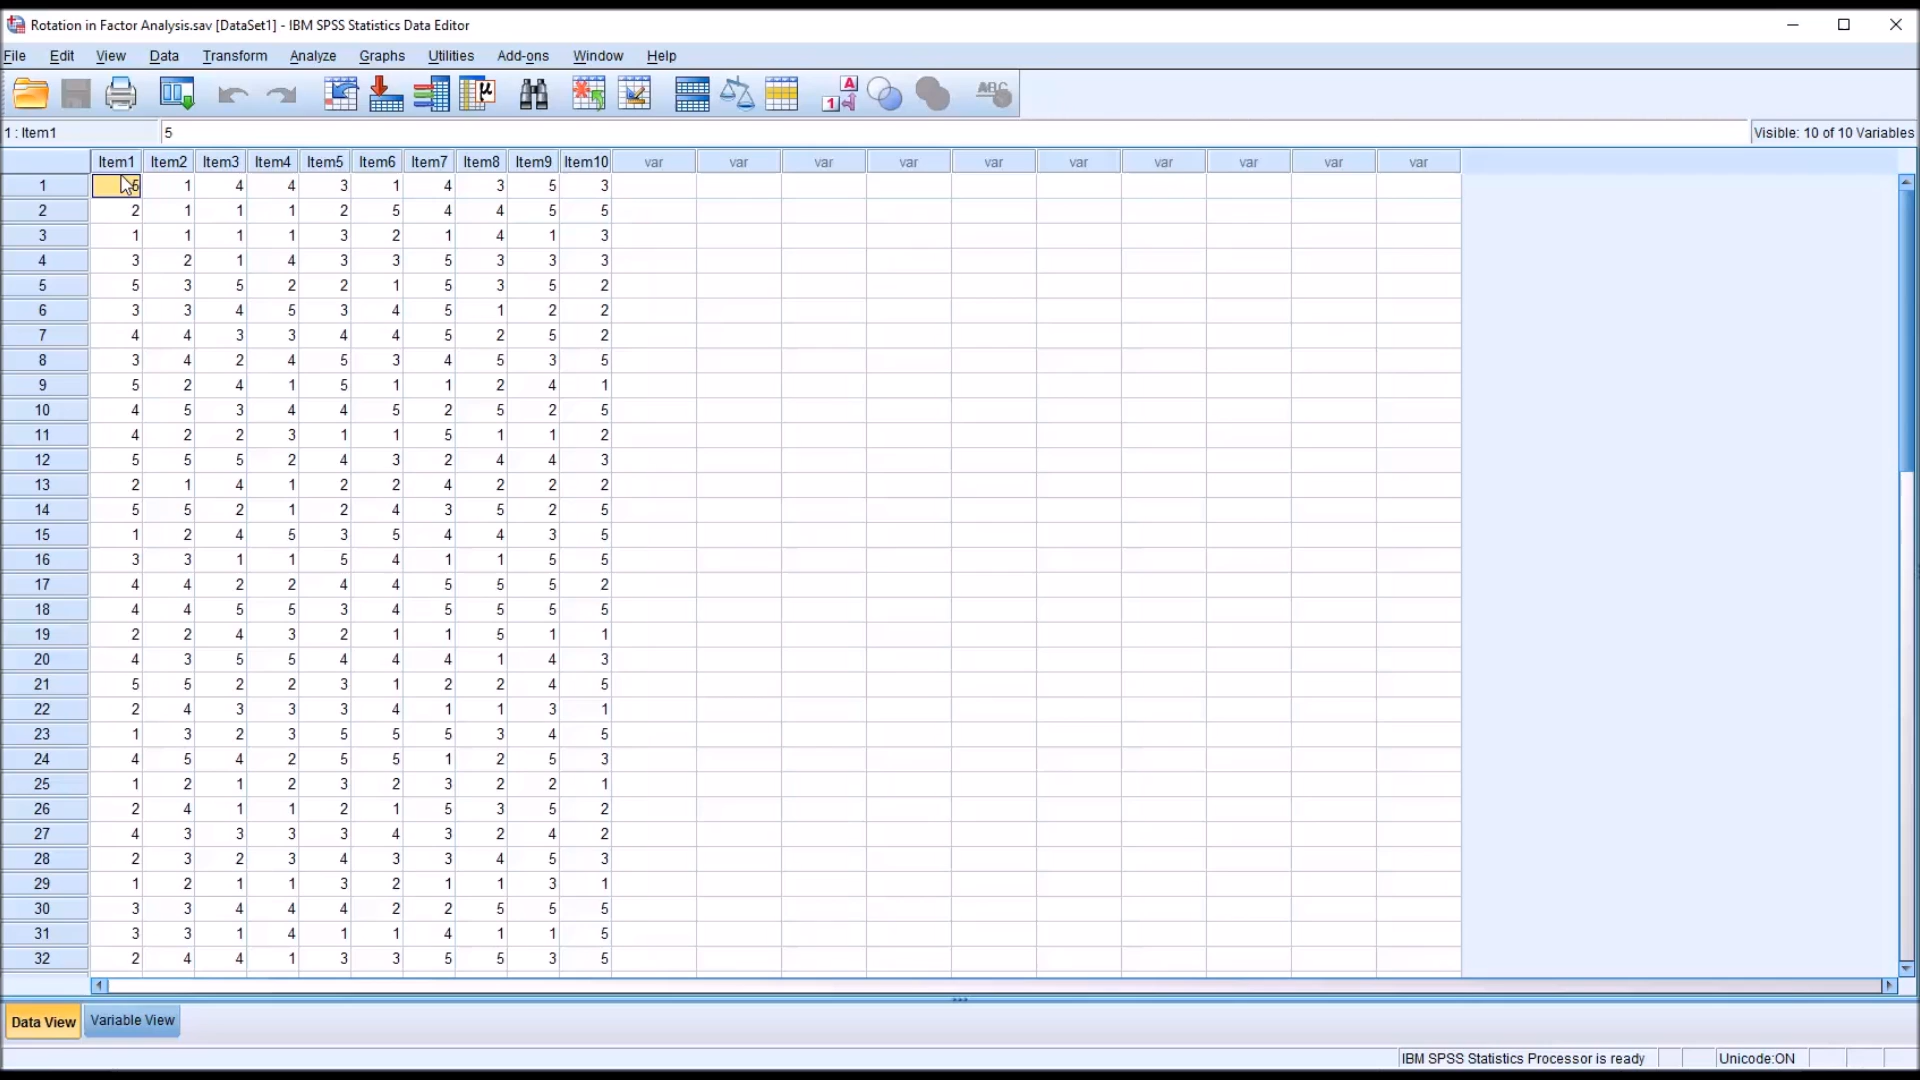 Rotation in Factor Analysis.sav [DataSet1] - IBM SPSS Statistics Data Editor
File Edit View Data Transform Analyze Graphs Utilities Add-ons Window Help
1 : Item1 5 Visible: 10 of 10 Variables
Item1 Item2 Item3 Item4 Item5 Item6 Item7 Item8 Item9 Item10 var var var var var var var var var var
1 5 1 4 4 3 1 4 3 5 3
2 2 1 1 1 2 5 4 4 5 5
3 1 1 1 1 3 2 1 4 1 3
4 3 2 1 4 3 3 5 3 3 3
5 5 3 5 2 2 1 5 3 5 2
6 3 3 4 5 3 4 5 1 2 2
7 4 4 3 3 4 4 5 2 5 2
8 3 4 2 4 5 3 4 5 3 5
9 5 2 4 1 5 1 1 2 4 1
10 4 5 3 4 4 5 2 5 2 5
11 4 2 2 3 1 1 5 1 1 2
12 5 5 5 2 4 3 2 4 4 3
13 2 1 4 1 2 2 4 2 2 2
14 5 5 2 1 2 4 3 5 2 5
15 1 2 4 5 3 5 4 4 3 5
16 3 3 1 1 5 4 1 1 5 5
17 4 4 2 2 4 4 5 5 5 2
18 4 4 5 5 3 4 5 5 5 5
19 2 2 4 3 2 1 1 5 1 1
20 4 3 5 5 4 4 4 1 4 3
21 5 5 2 2 3 1 2 2 4 5
22 2 4 3 3 3 4 1 1 3 1
23 1 3 2 3 5 5 5 3 4 5
24 4 5 4 2 5 5 1 2 5 3
25 1 2 1 2 3 2 3 2 2 1
26 2 4 1 1 2 1 5 3 5 2
27 4 3 3 3 3 4 3 2 4 2
28 2 3 2 3 4 3 3 4 5 3
29 1 2 1 1 3 2 1 1 3 1
30 3 3 4 4 4 2 2 5 5 5
31 3 3 1 4 1 1 4 1 1 5
32 2 4 4 1 3 3 5 5 3 5
Data View Variable View
IBM SPSS Statistics Processor is ready Unicode:ON